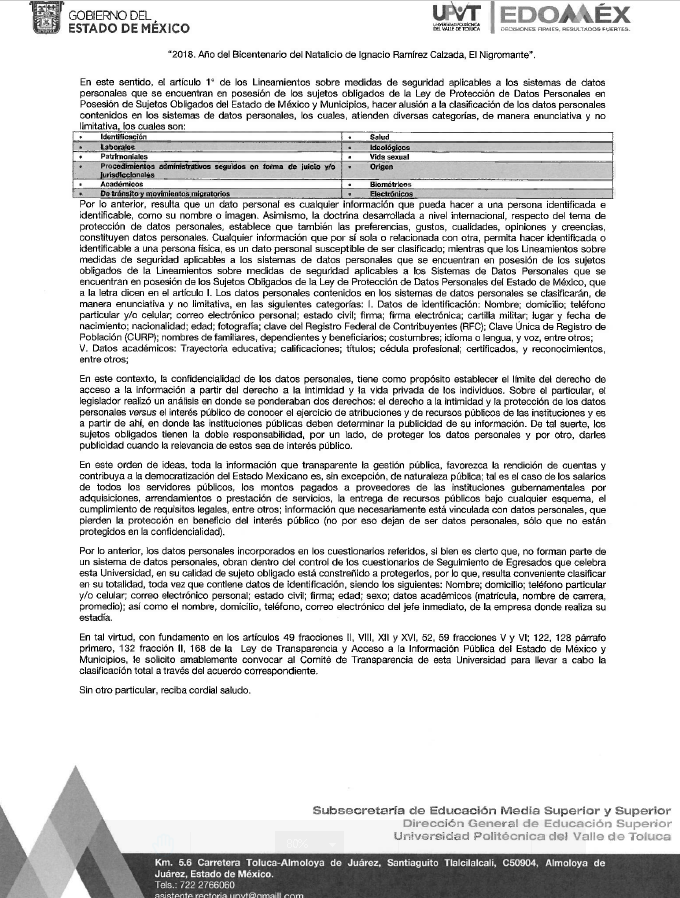 GOBIERNO DEL
ESTADO DE MÉXICO
UPVT
UNIVERSIDAD POLITÉCNICA
DEL VALLE DE TOLUCA
EDOMÉX
DECISIONES FIRMES, RESULTADOS FUERTES.
"2018. Año del Bicentenario del Natalicio de Ignacio Ramírez Calzada, El Nigromante".
En este sentido, el artículo 1° de los Lineamientos sobre medidas de seguridad aplicables a los sistemas de datos
personales que se encuentran en posesión de los sujetos obligados de la Ley de Protección de Datos Personales en
Posesión de Sujetos Obligados del Estado de México y Municipios, hacer alusión a la clasificación de los datos personales
contenidos en los sistemas de datos personales, los cuales, atienden diversas categorías, de manera enunciativa y no
limitativa, los cuales son:
• Identificación • Salud
• Laborales • Ideológicos
• Patrimoniales • Vida sexual
• Procedimientos administrativos seguidos en forma de juicio y/o • Origen
jurisdiccionales
• Académicos • Biométricos
• De tránsito y movimientos migratorios • Electrónicos
Por lo anterior, resulta que un dato personal es cualquier información que pueda hacer a una persona identificada e
identificable, como su nombre o imagen. Asimismo, la doctrina desarrollada a nivel internacional, respecto del tema de
protección de datos personales, establece que también las preferencias, gustos, cualidades, opiniones y creencias,
constituyen datos personales. Cualquier información que por sí sola o relacionada con otra, permita hacer identificada o
identificable a una persona física, es un dato personal susceptible de ser clasificado; mientras que los Lineamientos sobre
medidas de seguridad aplicables a los sistemas de datos personales que se encuentran en posesión de los sujetos
obligados de la Lineamientos sobre medidas de seguridad aplicables a los Sistemas de Datos Personales que se
encuentran en posesión de los Sujetos Obligados de la Ley de Protección de Datos Personales del Estado de México, que
a la letra dicen en el artículo I. Los datos personales contenidos en los sistemas de datos personales se clasificarán, de
manera enunciativa y no limitativa, en las siguientes categorías: I. Datos de identificación: Nombre; domicilio; teléfono
particular y/o celular; correo electrónico personal; estado civil; firma; firma electrónica; cartilla militar; lugar y fecha de
nacimiento; nacionalidad; edad; fotografía; clave del Registro Federal de Contribuyentes (RFC); Clave Única de Registro de
Población (CURP); nombres de familiares, dependientes y beneficiarios; costumbres; idioma o lengua, y voz, entre otros;
V. Datos académicos: Trayectoria educativa; calificaciones; títulos; cédula profesional; certificados, y reconocimientos,
entre otros;
En este contexto, la confidencialidad de los datos personales, tiene como propósito establecer el límite del derecho de
acceso a la información a partir del derecho a la intimidad y la vida privada de los individuos. Sobre el particular, el
legislador realizó un análisis en donde se ponderaban dos derechos: el derecho a la intimidad y la protección de los datos
personales versus el interés público de conocer el ejercicio de atribuciones y de recursos públicos de las instituciones y es
a partir de ahí, en donde las instituciones públicas deben determinar la publicidad de su información. De tal suerte, los
sujetos obligados tienen la doble responsabilidad, por un lado, de proteger los datos personales y por otro, darles
publicidad cuando la relevancia de estos sea de interés público.
En este orden de ideas, toda la información que transparente la gestión pública, favorezca la rendición de cuentas y
contribuya a la democratización del Estado Mexicano es, sin excepción, de naturaleza pública; tal es el caso de los salarios
de todos los servidores públicos, los montos pagados a proveedores de las instituciones gubernamentales por
adquisiciones, arrendamientos o prestación de servicios, la entrega de recursos públicos bajo cualquier esquema, el
cumplimiento de requisitos legales, entre otros; información que necesariamente está vinculada con datos personales, que
pierden la protección en beneficio del interés público (no por eso dejan de ser datos personales, sólo que no están
protegidos en la confidencialidad).
Por lo anterior, los datos personales incorporados en los cuestionarios referidos, si bien es cierto que, no forman parte de
un sistema de datos personales, obran dentro del control de los cuestionarios de Seguimiento de Egresados que celebra
esta Universidad, en su calidad de sujeto obligado está constreñido a protegerlos, por lo que, resulta conveniente clasificar
en su totalidad, toda vez que contiene datos de identificación, siendo los siguientes: Nombre; domicilio; teléfono particular
y/o celular; correo electrónico personal; estado civil; firma; edad; sexo; datos académicos (matrícula, nombre de carrera,
promedio); así como el nombre, domicilio, teléfono, correo electrónico del jefe inmediato, de la empresa donde realiza su
estadía.
En tal virtud, con fundamento en los artículos 49 fracciones II, VIII, XII y XVI, 52, 59 fracciones V y VI; 122, 128 párrafo
primero, 132 fracción II, 168 de la Ley de Transparencia y Acceso a la Información Pública del Estado de México y
Municipios, le solicito amablemente convocar al Comité de Transparencia de esta Universidad para llevar a cabo la
clasificación total a través del acuerdo correspondiente.
Sin otro particular, reciba cordial saludo.
Subsecretaría de Educación Media Superior y Superior
Dirección General de Educación Superior
Universidad Politécnica del Valle de Toluca
80%
Km. 5.6 Carretera Toluca-Almoloya de Juárez, Santiaguito Tlalcilalcali, C50904, Almoloya de
Juárez, Estado de México.
Tels.: 722 2766060
asistente.rectoria.upvt@gmaill.com